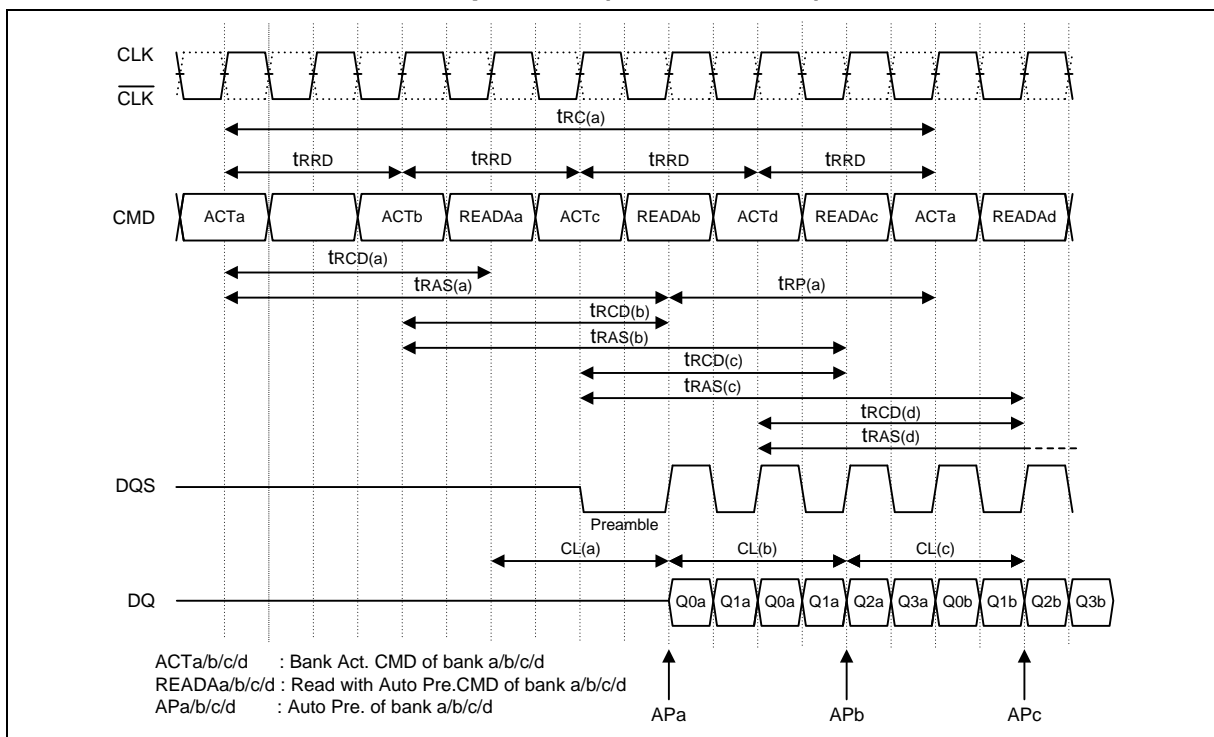 CLK
CLK
tRC(a)
tRRD tRRD tRRD tRRD
CMD ACTa ACTb READAa ACTc READAb ACTd READAc ACTa READAd
tRCD(a)
tRAS(a) tRP(a)
tRCD(b)
tRAS(b)
tRCD(c)
tRAS(c)
tRCD(d)
tRAS(d)
DQS
Preamble
CL(a) CL(b) CL(c)
DQ Q0a Q1a Q0a Q1a Q2a Q3a Q0b Q1b Q2b Q3b
ACTa/b/c/d : Bank Act. CMD of bank a/b/c/d
READAa/b/c/d : Read with Auto Pre.CMD of bank a/b/c/d
APa/b/c/d : Auto Pre. of bank a/b/c/d
APa APb APc